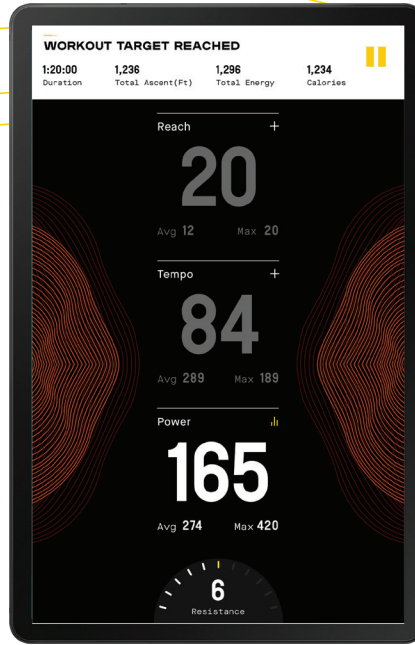 WORKOUT TARGET REACHED
1:20:00 1,236 1,296 1,234
Duration Total Ascent(Ft) Total Energy Calories
Reach +
20
Avg 12 Max 20
Tempo +
84
Avg 289 Max 189
Power
165
Avg 274 Max 420
6
Resistance